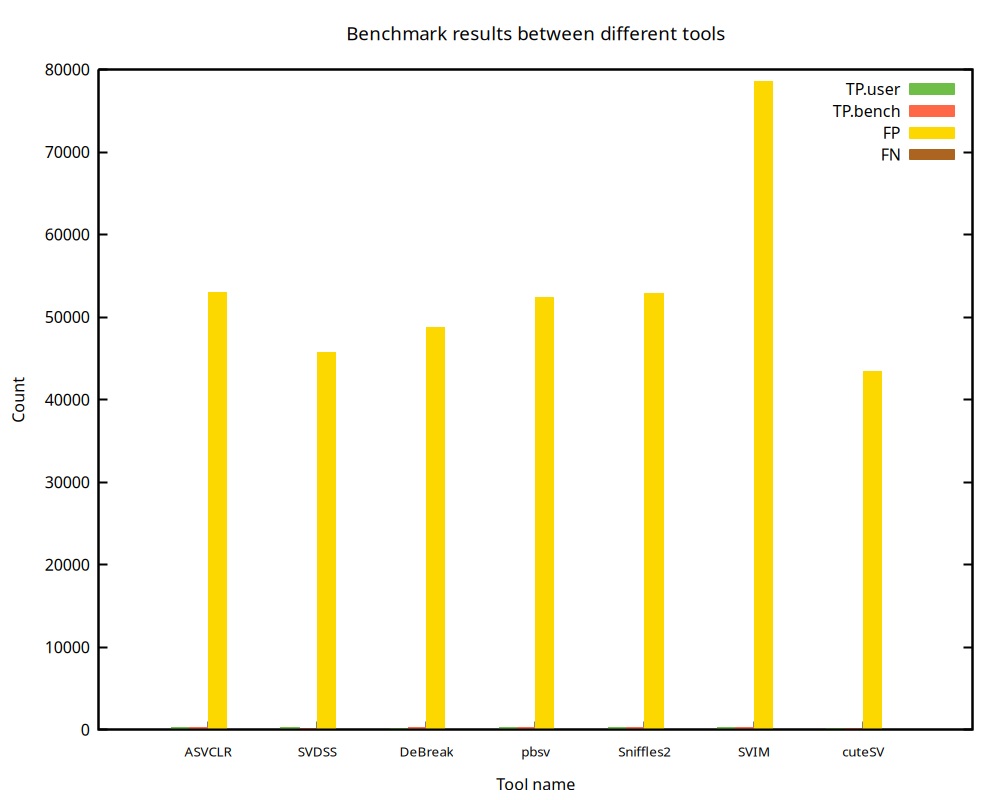 Benchmark results between different tools
80000
70000
60000
50000
40000
30000
20000
10000
0
Count
TP.user
TP.bench
FP
FN
ASVCLR SVDSS DeBreak pbsv Sniffles2 SVIM cuteSV
Tool name